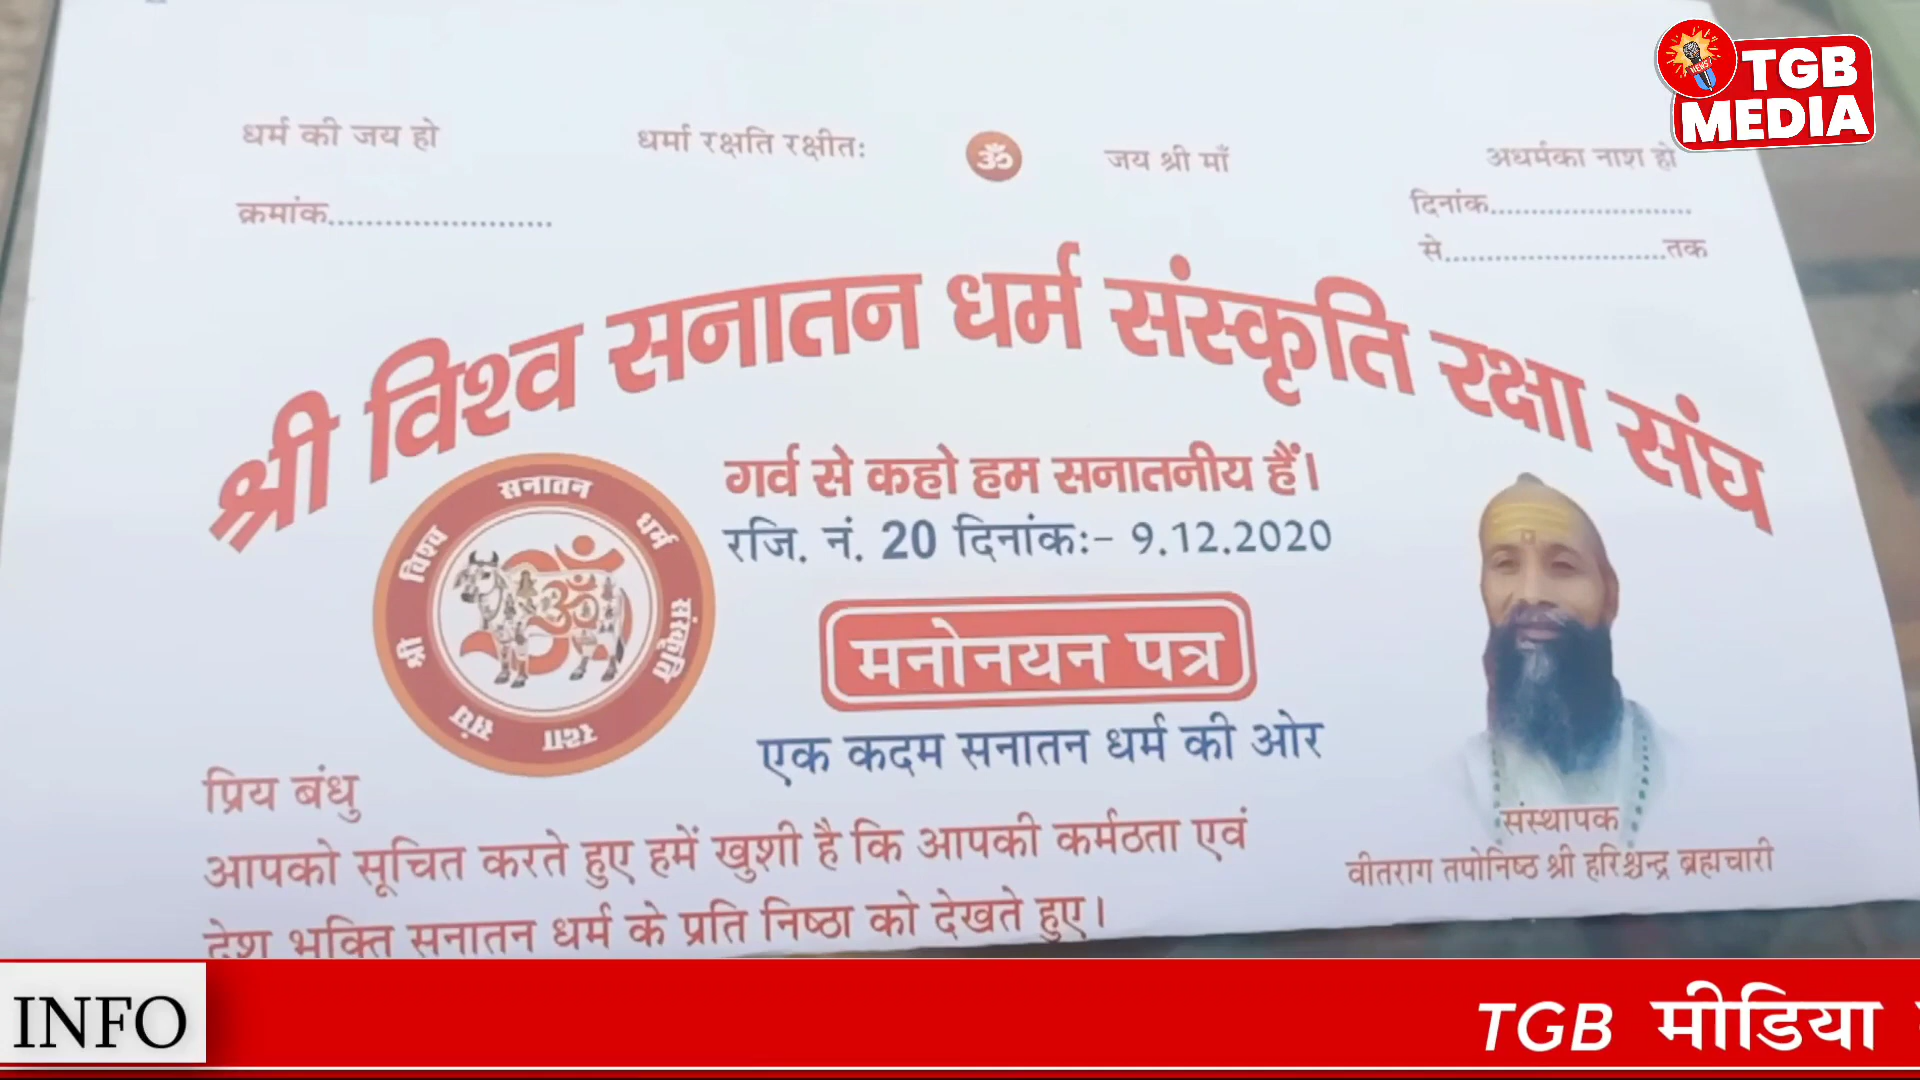 TGB
MEDIA
धर्म की जय हो
धर्मा रक्षति रक्षीतः
ॐ
जय श्री माँ
अधर्मका नाश हो
क्रमांक...........................
दिनांक.........................
से...........................तक
श्री विश्व सनातन धर्म संस्कृति रक्षा संघ
गर्व से कहो हम सनातनीय हैं।
रजि. नं. 20 दिनांकः- 9.12.2020
श्री विश्व सनातन धर्म संस्कृति रक्षा संघ
ॐ
मनोनयन पत्र
एक कदम सनातन धर्म की ओर
संस्थापक
वीतराग तपोनिष्ठ श्री हरिश्चन्द्र ब्रह्मचारी
प्रिय बंधु
आपको सूचित करते हुए हमें खुशी है कि आपकी कर्मठता एवं
देश भक्ति सनातन धर्म के प्रति निष्ठा को देखते हुए।
INFO
TGB मीडिया